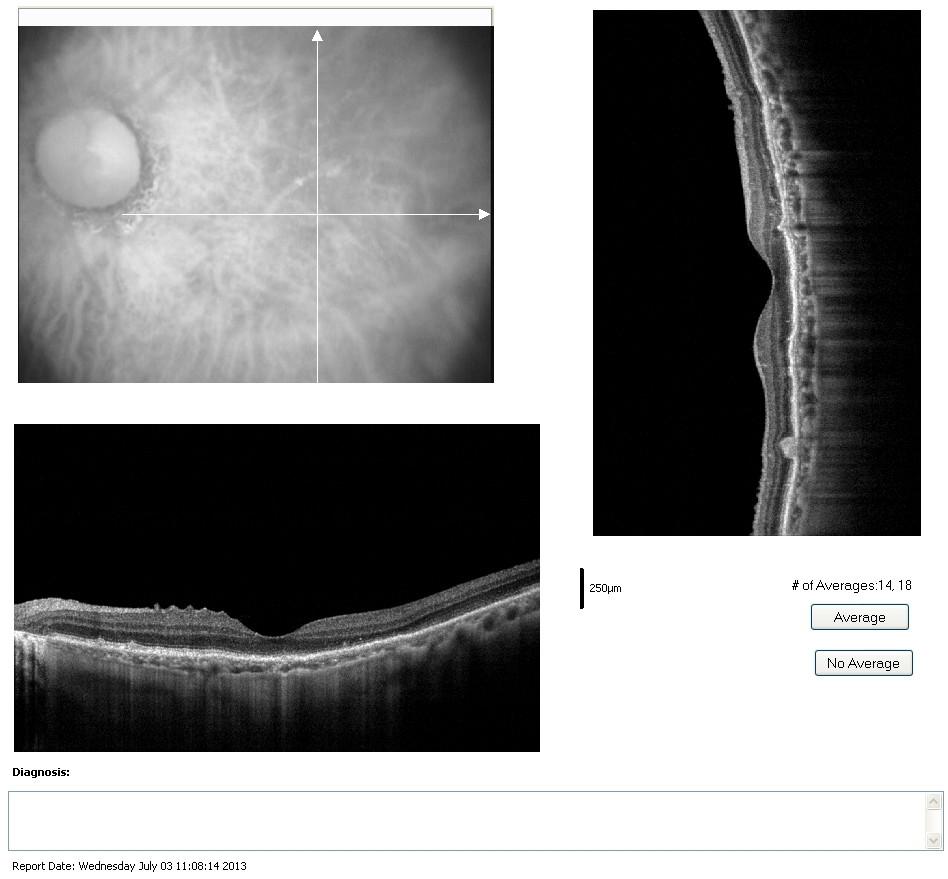 250µm
# of Averages:14, 18
Average
No Average
Diagnosis:
Report Date: Wednesday July 03 11:08:14 2013